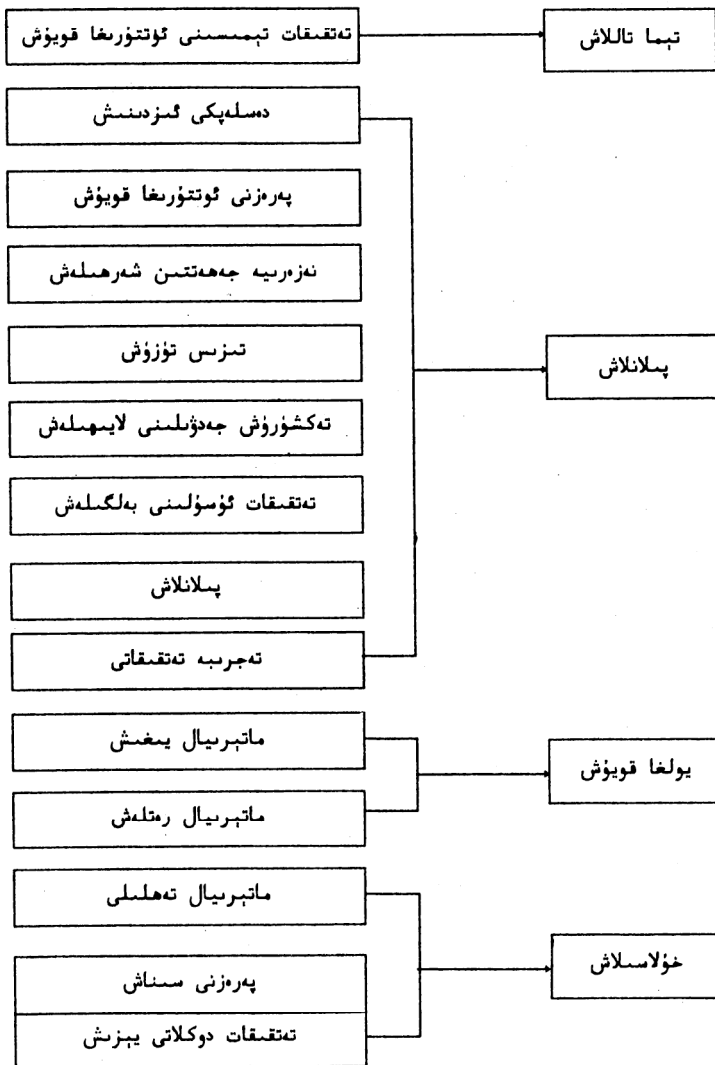 تەتقىقات تېمىسىنى ئۇتتۇرىغا قويۇش
تېما تاللاش
دەسلەپكى ئىزدىنىش
پەرەزنى ئوتتۇرىغا قويۇش
نەزەرىيە جەھەتتىن شەرھىلەش
تىزىس تۈزۈش
پىلانلاش
تەكشۈرۈش جەدۋىلىنى لايىھىلەش
تەتقىقات ئۇسۇلىنى بەلگىلەش
پىلانلاش
تەجرىبە تەتقىقاتى
ماتېرىيال يىغىش
يولغا قويۇش
ماتېرىيال رەتلەش
ماتېرىيال تەھلىلى
خۇلاسىلاش
پەرەزنى سىناش
تەتقىقات دوكلاتى يېزىش